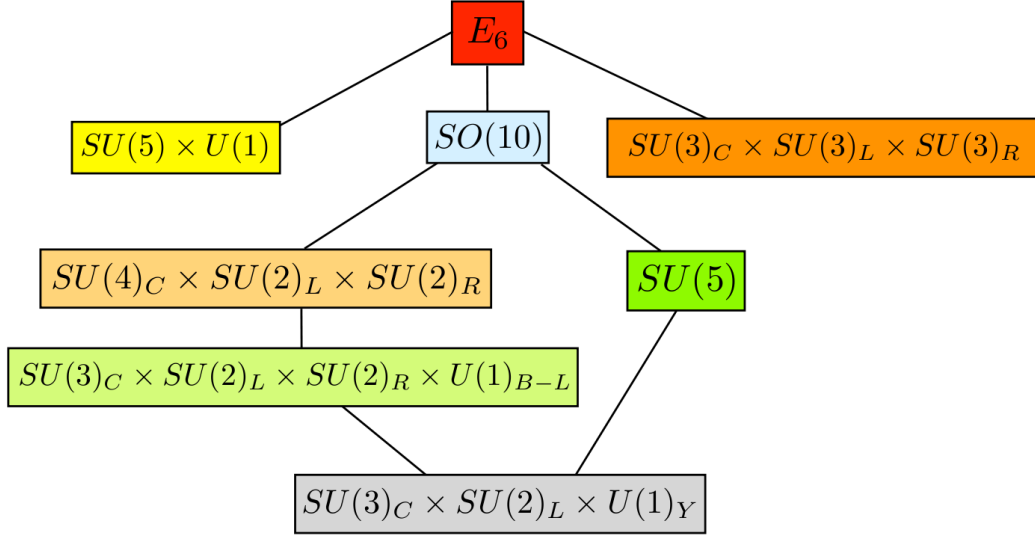 E₆
SU(5) × U(1)
SO(10)
SU(3)_C × SU(3)_L × SU(3)_R
SU(4)_C × SU(2)_L × SU(2)_R
SU(5)
SU(3)_C × SU(2)_L × SU(2)_R × U(1)_{B−L}
SU(3)_C × SU(2)_L × U(1)_Y